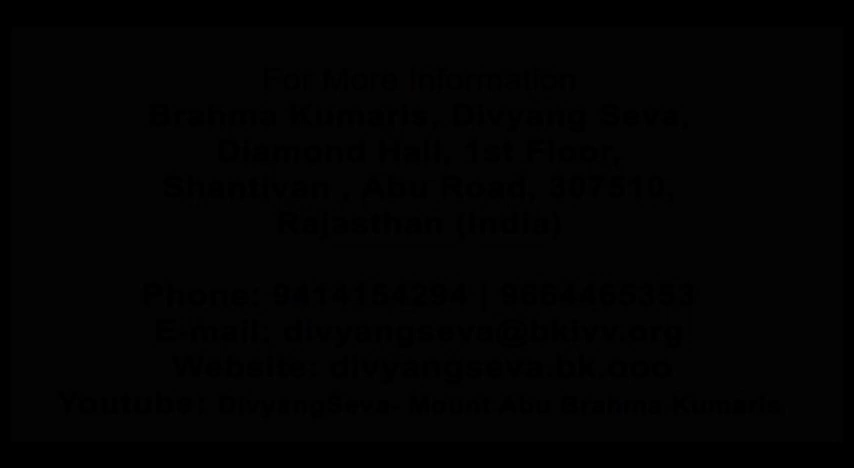 For More Information
Brahma Kumaris, Divyang Seva,
Diamond Hall, 1st Floor,
Shantivan , Abu Road, 307510,
Rajasthan (India)
Phone: 9414154294 |
E-mail: divyangseva@bkivv.org
Website: divyangseva.bk.ooo
Youtube: DivyangSeva- Mount Abu Brahma Kumaris